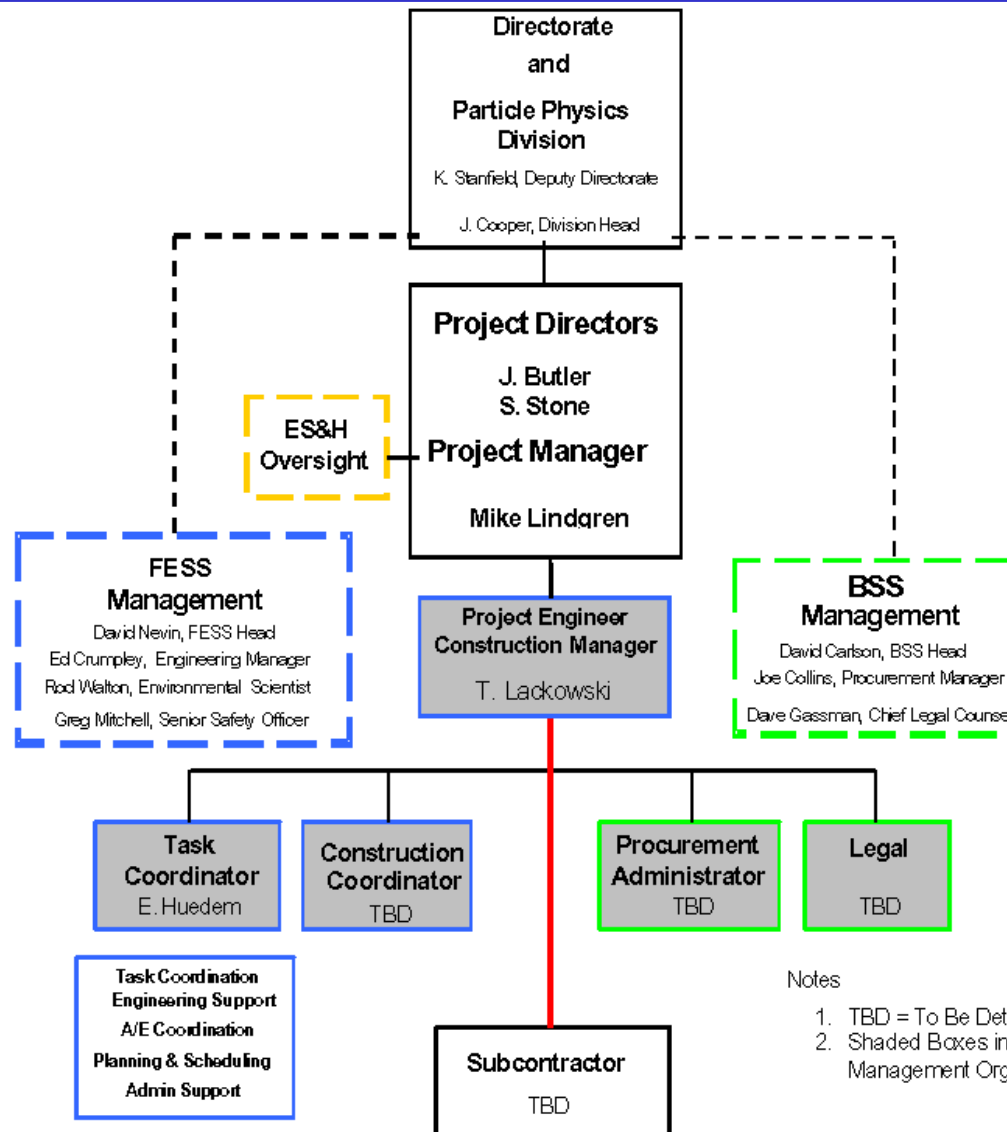 Directorate
and
Particle Physics
Division
K. Stanfield, Deputy Directorate
J. Cooper, Division Head
Project Directors
J. Butler
S. Stone
Project Manager
Mike Lindgren
ES&H
Oversight
FESS
Management
David Nevin, FESS Head
Ed Crumpley, Engineering Manager
Rod Walton, Environmental Scientist
Greg Mitchell, Senior Safety Officer
BSS
Management
David Carlson, BSS Head
Joe Collins, Procurement Manager
Dave Gassman, Chief Legal Counse
Project Engineer
Construction Manager
T. Lackowski
Task
Coordinator
E. Huedem
Construction
Coordinator
TBD
Procurement
Administrator
TBD
Legal
TBD
Task Coordination
Engineering Support
A/E Coordination
Planning & Scheduling
Admin Support
Subcontractor
TBD
Notes
1. TBD = To Be Det
2. Shaded Boxes in
Management Org